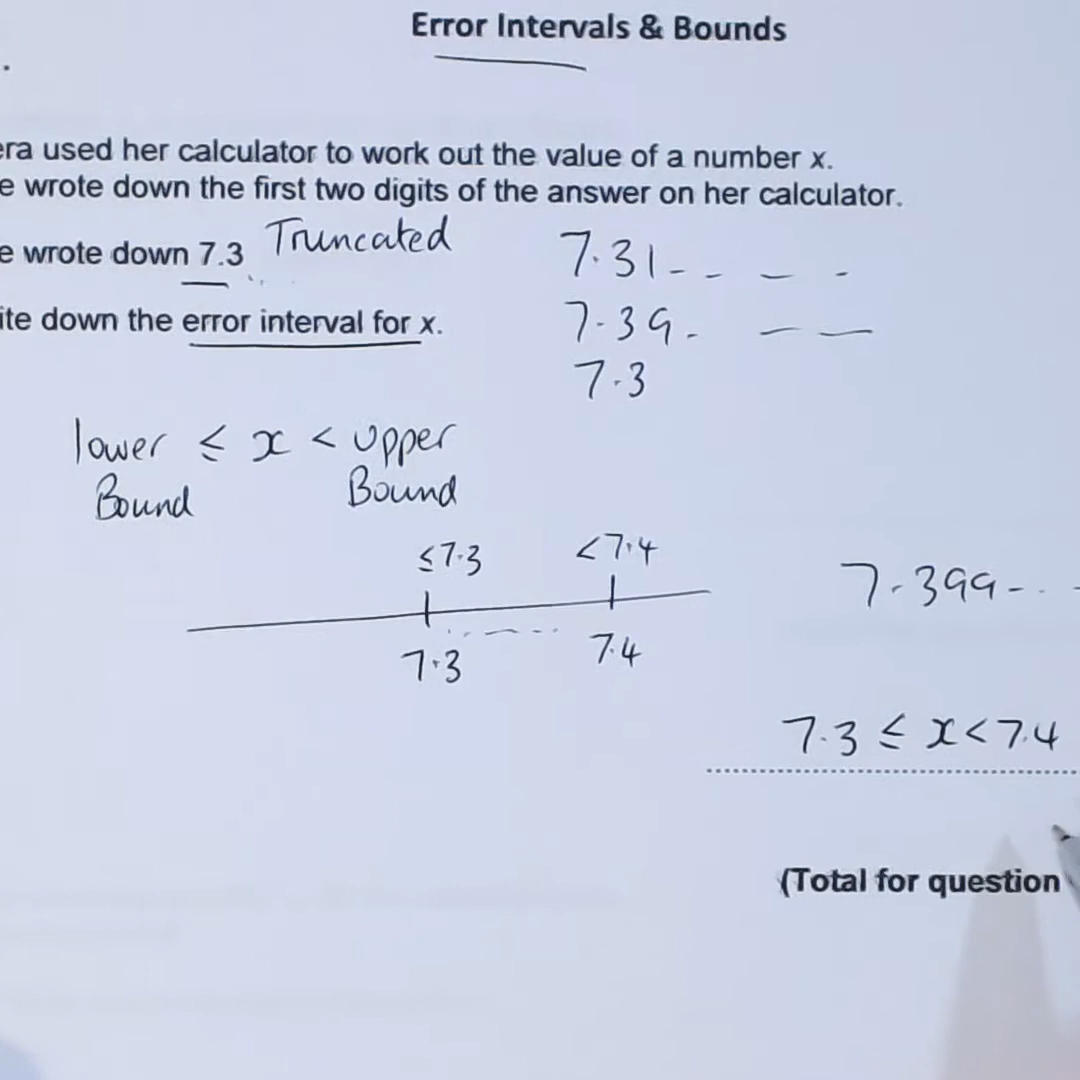 Error Intervals & Bounds
era used her calculator to work out the value of a number x.
e wrote down the first two digits of the answer on her calculator.
e wrote down 7.3 Truncated 7.31
ite down the error interval for x. 7.39
7.3
lower ≤ x < upper
Bound Bound
≤7.3 <7.4
7.399...
7.3 7.4
7.3 ≤ x < 7.4
(Total for question